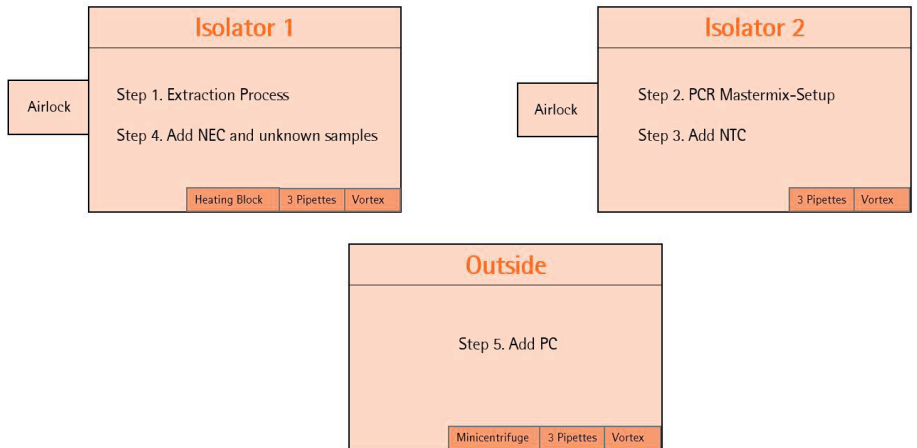 Isolator 1
Airlock
Step 1. Extraction Process
Step 4. Add NEC and unknown samples
Heating Block
3 Pipettes
Vortex
Isolator 2
Airlock
Step 2. PCR Mastermix-Setup
Step 3. Add NTC
3 Pipettes
Vortex
Outside
Step 5. Add PC
Minicentrifuge
3 Pipettes
Vortex